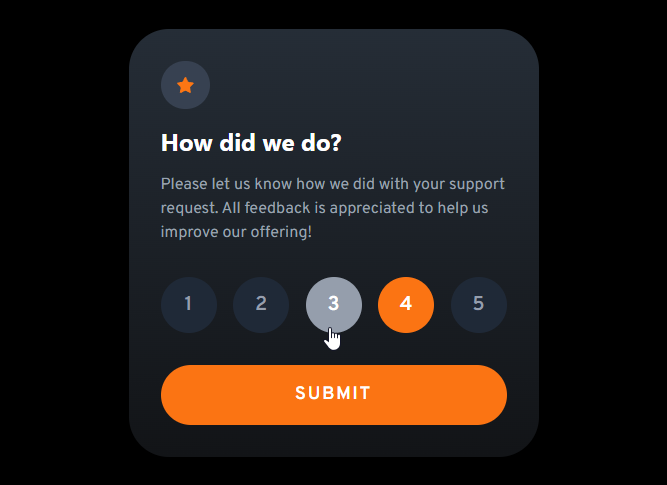 How did we do?
Please let us know how we did with your support
request. All feedback is appreciated to help us
improve our offering!
1 2 3 4 5
SUBMIT